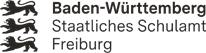 Baden-Württemberg
Staatliches Schulamt
Freiburg